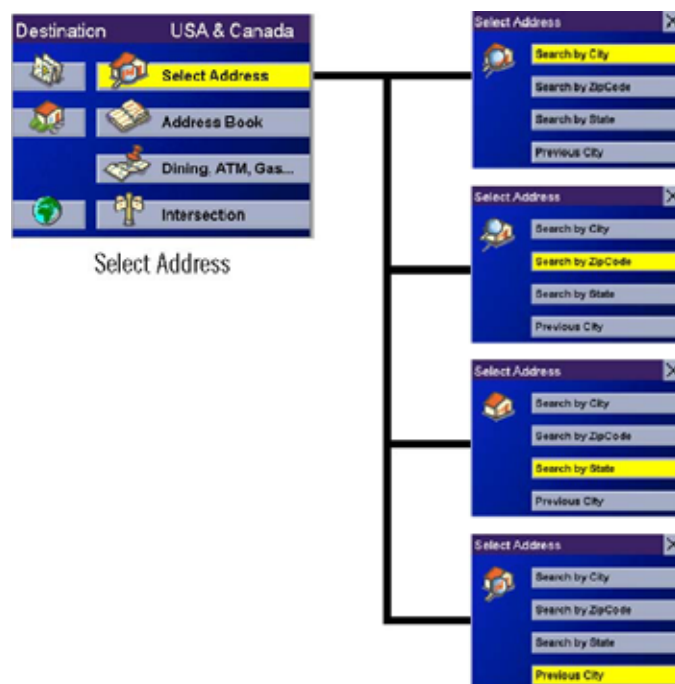 Destination USA & Canada
Select Address
Address Book
Dining, ATM, Gas...
Intersection
Select Address
Select Address
Search by City
Search by ZipCode
Search by State
Previous City
Select Address
Search by City
Search by ZipCode
Search by State
Previous City
Select Address
Search by City
Search by ZipCode
Search by State
Previous City
Select Address
Search by City
Search by ZipCode
Search by State
Previous City